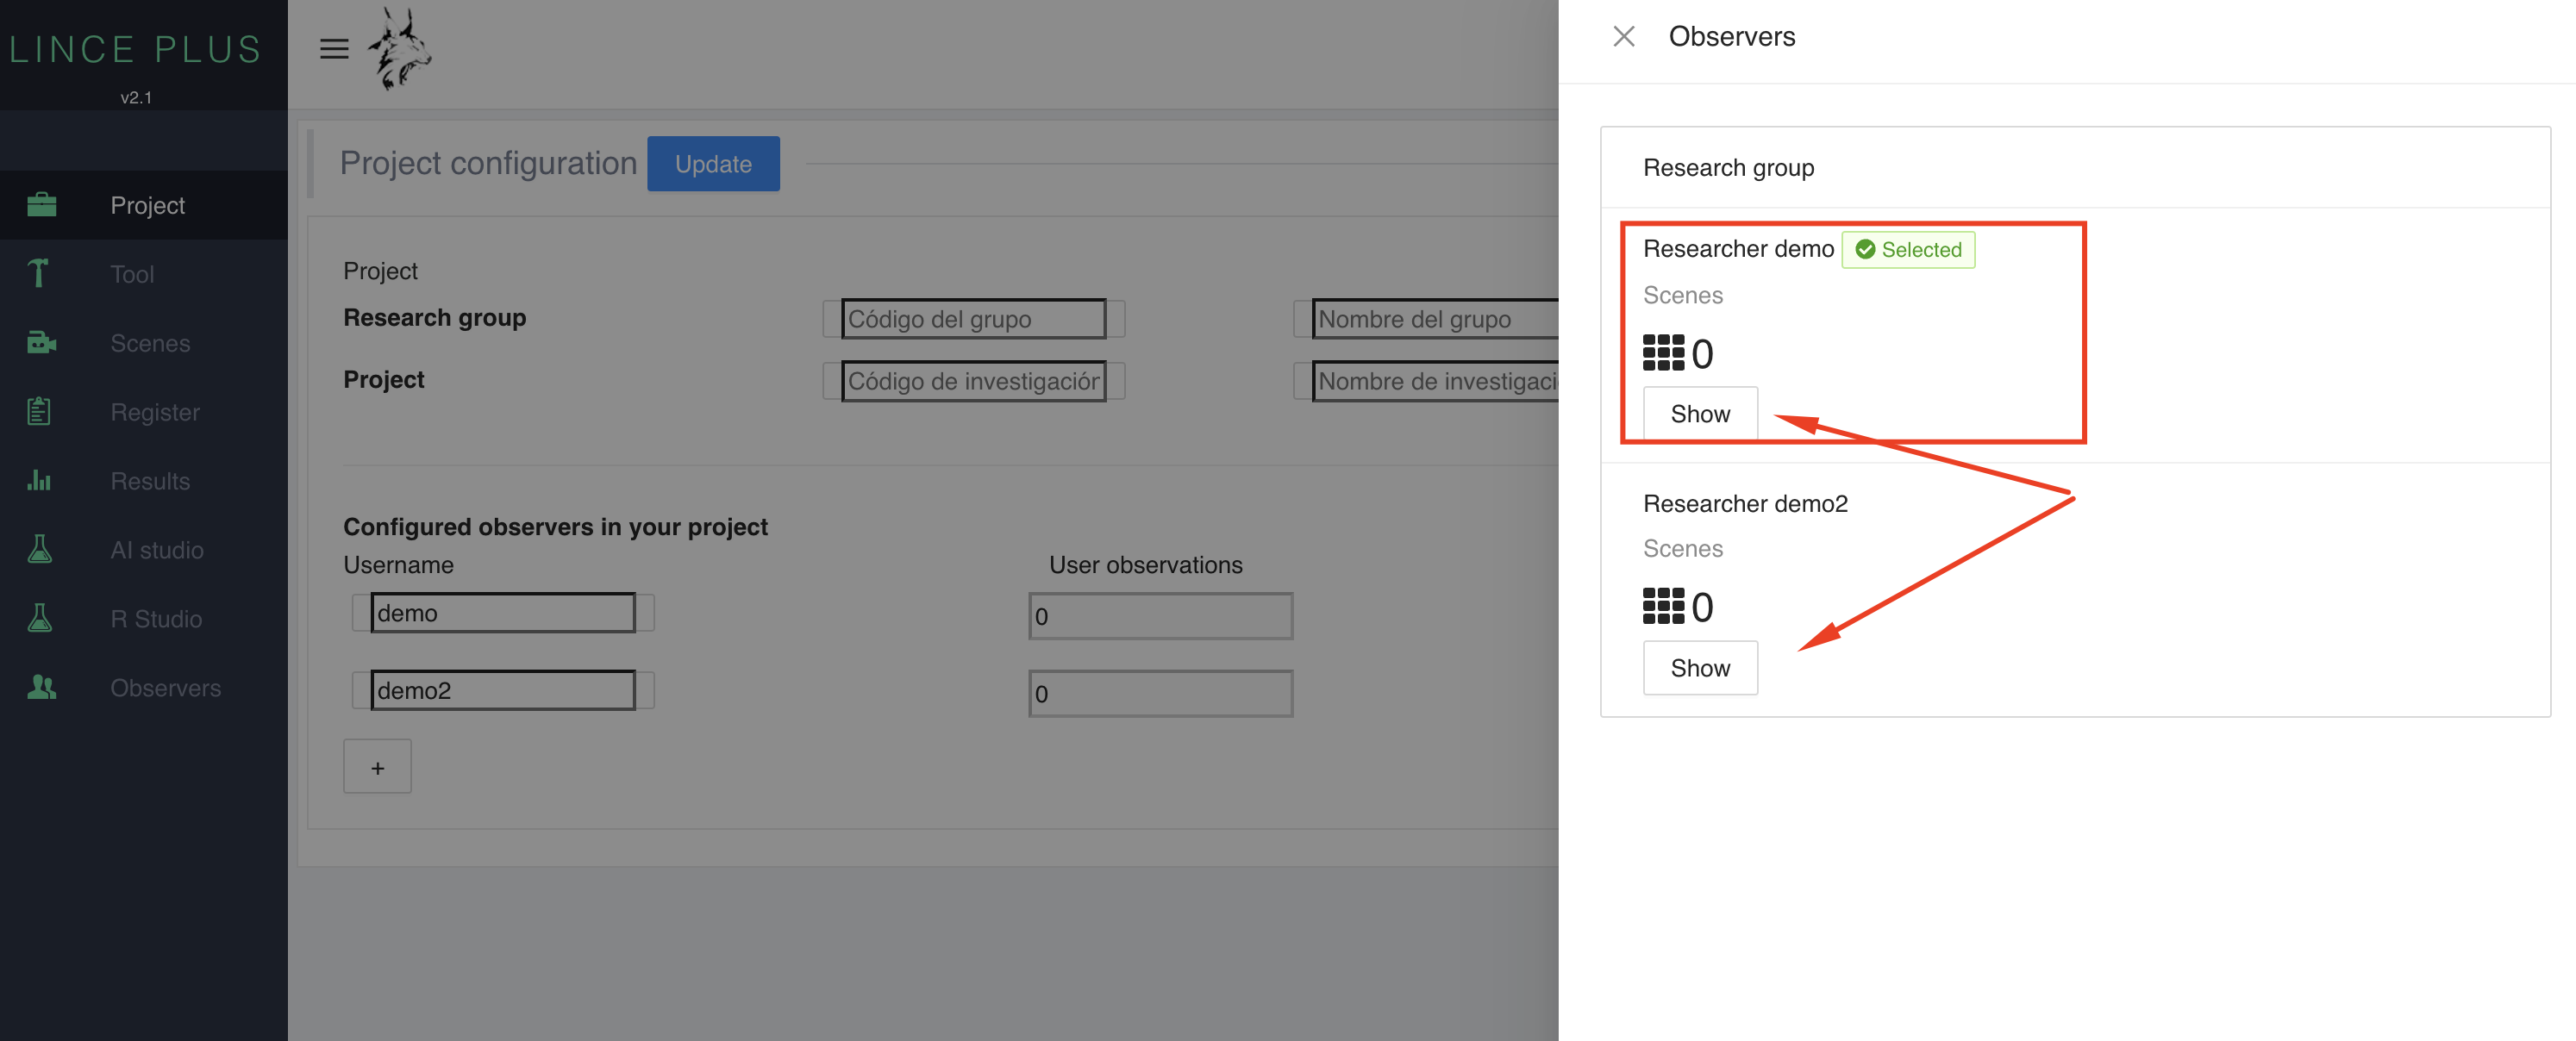 LINCE PLUS
v2.1
Project
Tool
Scenes
Register
Results
AI studio
R Studio
Observers
Project configuration Update
Project
Research group Código del grupo Nombre del grupo
Project Código de investigaciór Nombre de investigaci
Configured observers in your project
Username User observations
demo 0
demo2 0
+
Observers
Research group
Researcher demo Selected
Scenes
0
Show
Researcher demo2
Scenes
0
Show